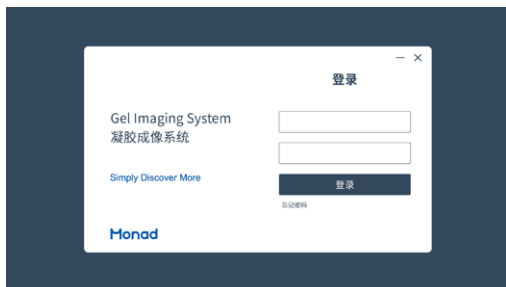 登录
Gel Imaging System
凝胶成像系统
Simply Discover More
登录
忘记密码
Monad